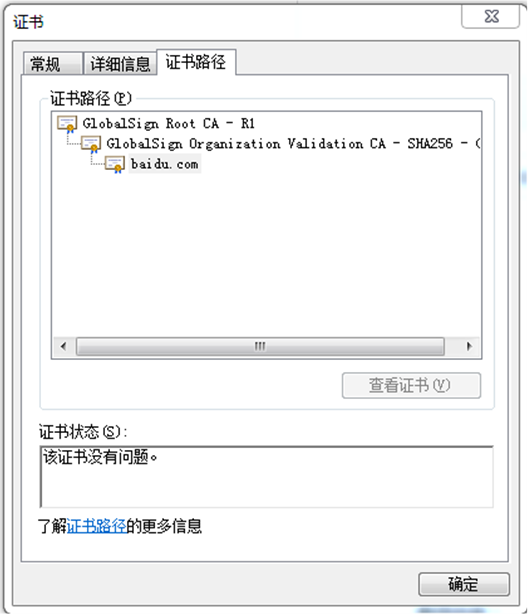 证书
常规
详细信息
证书路径
证书路径(P)
GlobalSign Root CA - R1
GlobalSign Organization Validation CA - SHA256 -
baidu.com
查看证书(V)
证书状态(S):
该证书没有问题。
了解证书路径的更多信息
确定